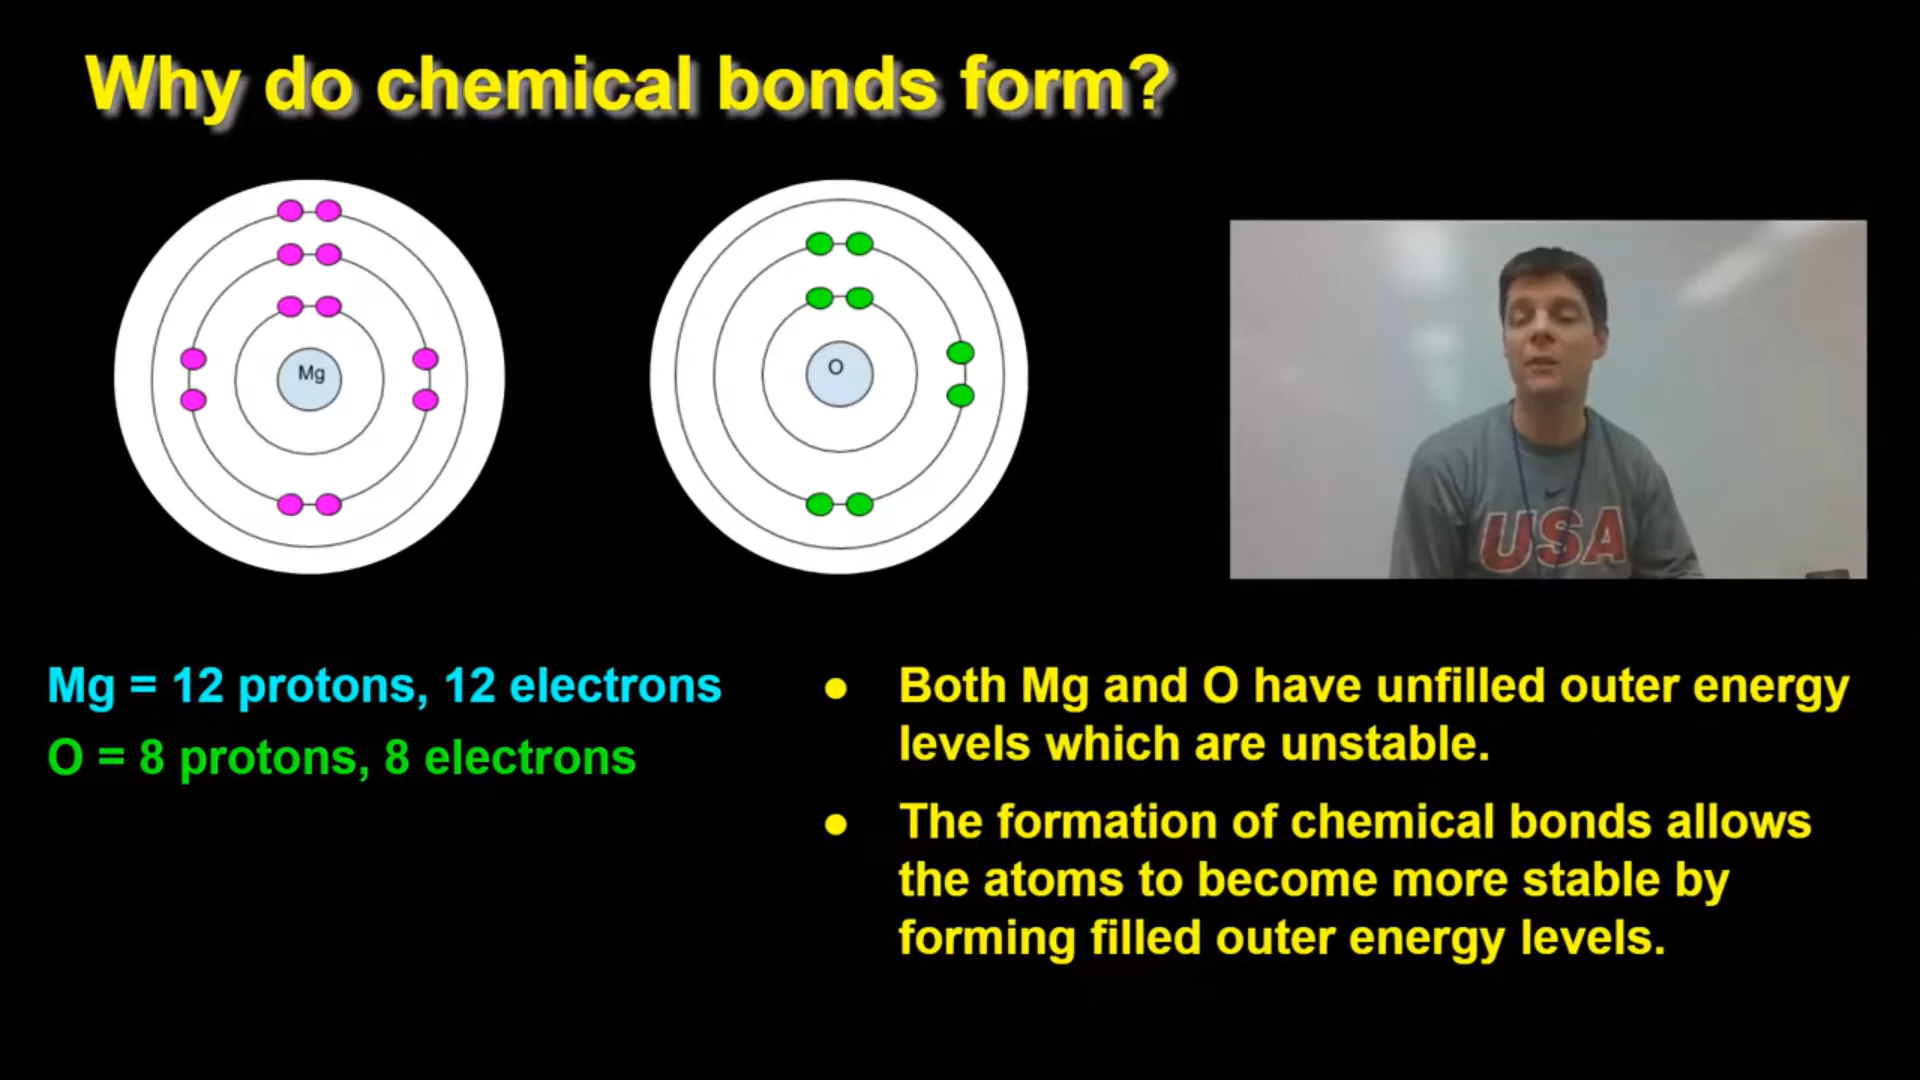 Why do chemical bonds form?
Mg
O
USA
Mg = 12 protons, 12 electrons
O = 8 protons, 8 electrons
● Both Mg and O have unfilled outer energy
levels which are unstable.
● The formation of chemical bonds allows
the atoms to become more stable by
forming filled outer energy levels.